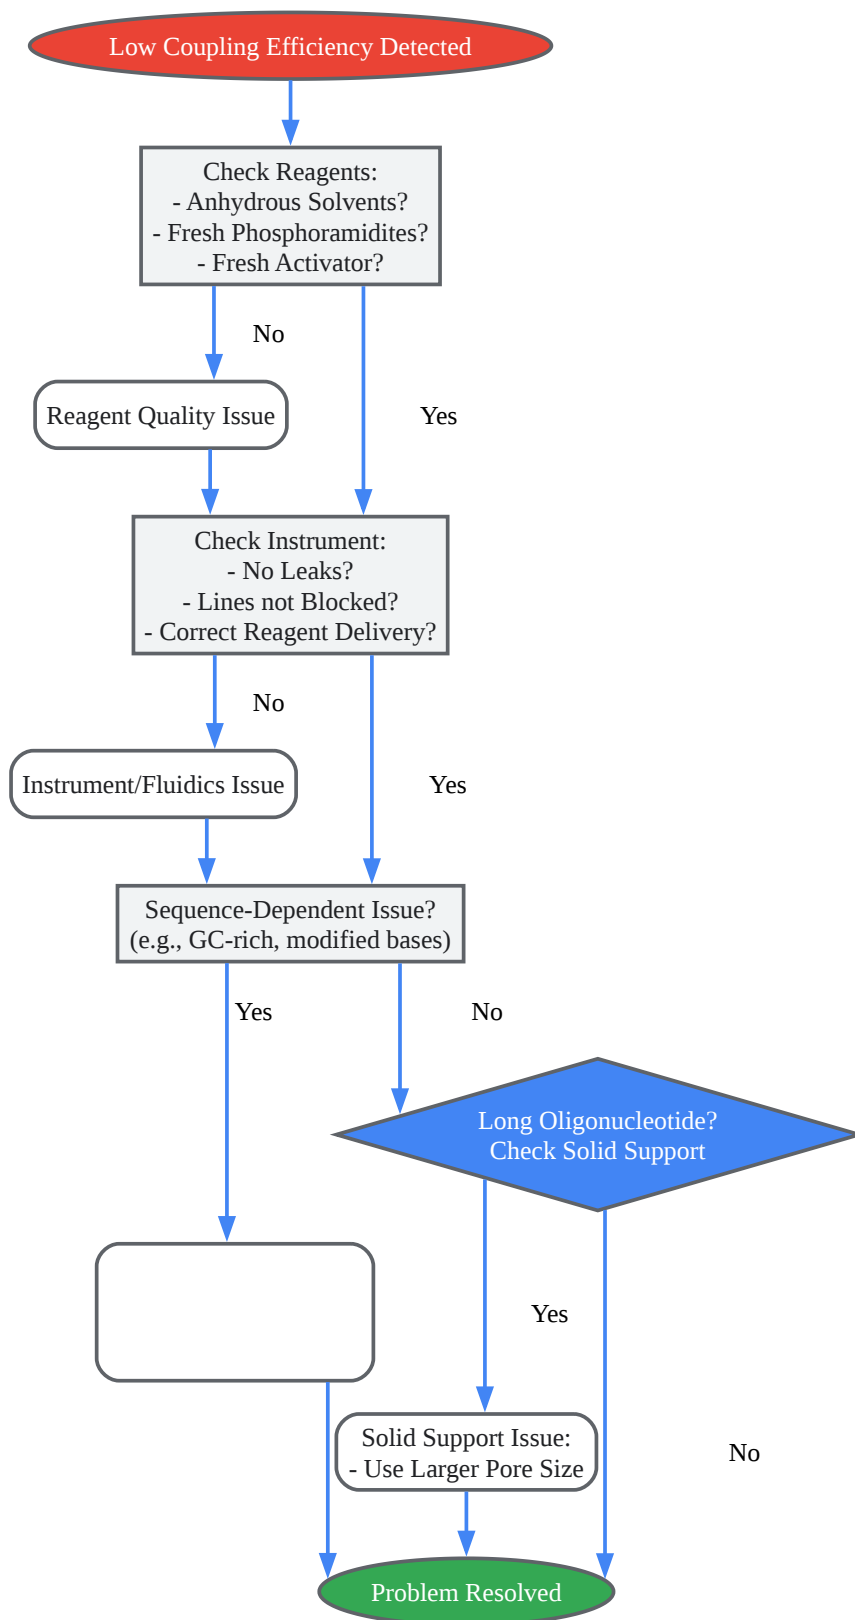 Low Coupling Efficiency Detected
Check Reagents:
- Anhydrous Solvents?
- Fresh Phosphoramidites?
- Fresh Activator?
No
Reagent Quality Issue
Yes
Check Instrument:
- No Leaks?
- Lines not Blocked?
- Correct Reagent Delivery?
No
Instrument/Fluidics Issue
Yes
Sequence-Dependent Issue?
(e.g., GC-rich, modified bases)
Yes
No
Long Oligonucleotide?
Check Solid Support
Yes
Solid Support Issue:
- Use Larger Pore Size
No
Problem Resolved